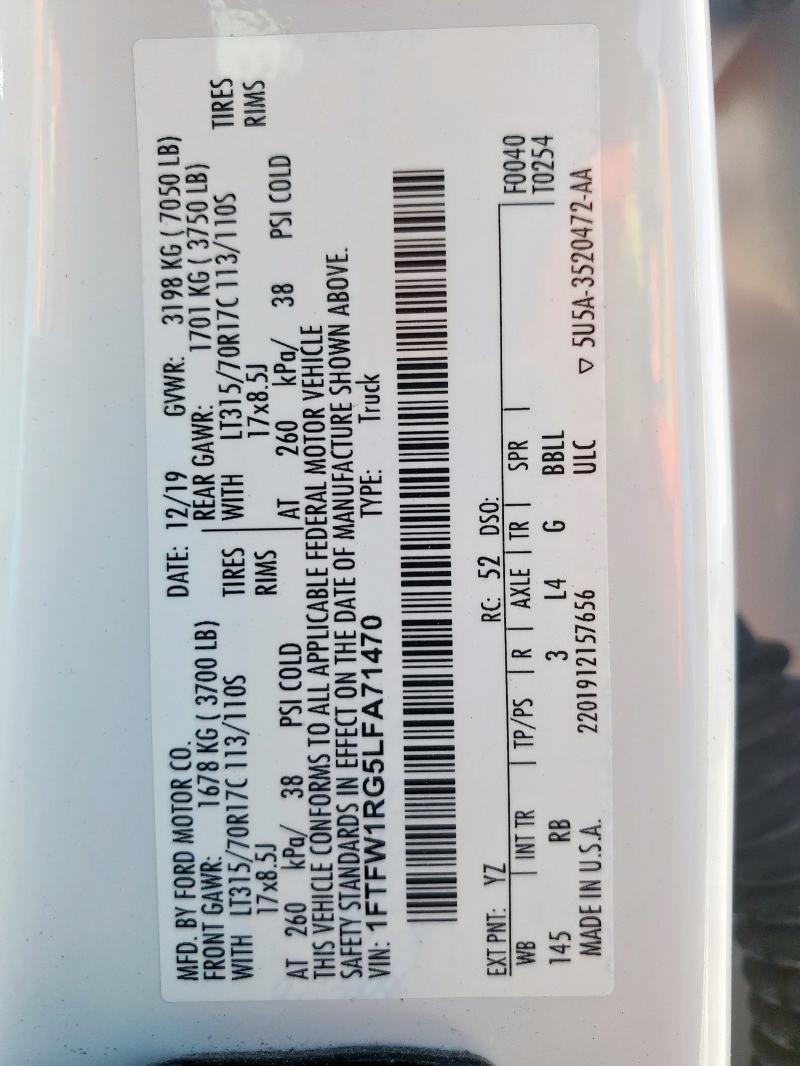 MFD. BY FORD MOTOR CO.
DATE: 12/19 GVWR: 3198 KG ( 7050 LB)
FRONT GAWR: REAR GAWR:
1678 KG ( 3700 LB) 1701 KG ( 3750 LB)
WITH LT315/70R17C 113/110S TIRES WITH LT315/70R17C 113/110S TIRES
17x8.5J RIMS 17x8.5J RIMS
AT 260 kPa/ 38 PSI COLD AT 260 kPa/ 38 PSI COLD
THIS VEHICLE CONFORMS TO ALL APPLICABLE FEDERAL MOTOR VEHICLE
SAFETY STANDARDS IN EFFECT ON THE DATE OF MANUFACTURE SHOWN ABOVE.
VIN: 1FTFW1RG5LFA71470 TYPE: Truck
EXT PNT: YZ RC: 52 DSO:
WB INT TR TP/PS R AXLE TR SPR F0040
145 RB 3 L4 G BBLL T0254
MADE IN U.S.A. 2201912157656 ULC ▽ 5U5A-3520472-AA